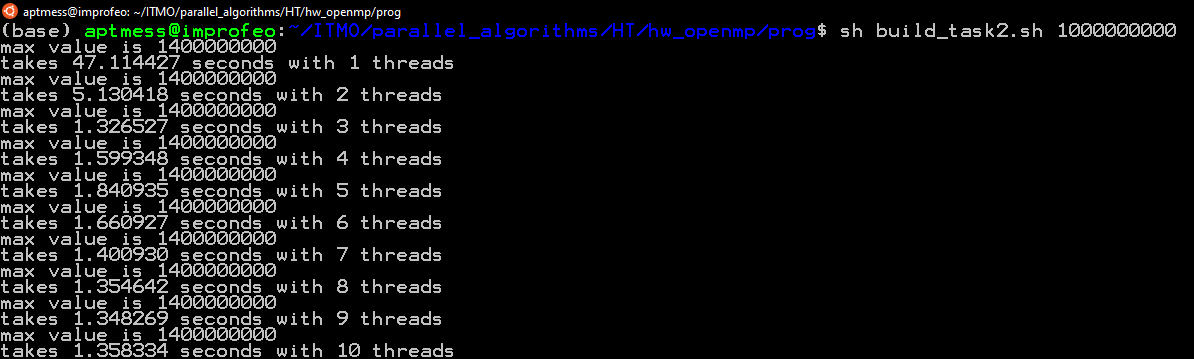 aptmess@improfeo: ~/ITMO/parallel_algorithms/HT/hw_openmp/prog
(base) aptmess@improfeo:~/ITMO/parallel_algorithms/HT/hw_openmp/prog$ sh build_task2.sh 1000000000
max value is 1400000000
takes 47.114427 seconds with 1 threads
max value is 1400000000
takes 5.130418 seconds with 2 threads
max value is 1400000000
takes 1.326527 seconds with 3 threads
max value is 1400000000
takes 1.599348 seconds with 4 threads
max value is 1400000000
takes 1.840935 seconds with 5 threads
max value is 1400000000
takes 1.660927 seconds with 6 threads
max value is 1400000000
takes 1.400930 seconds with 7 threads
max value is 1400000000
takes 1.354642 seconds with 8 threads
max value is 1400000000
takes 1.348269 seconds with 9 threads
max value is 1400000000
takes 1.358334 seconds with 10 threads